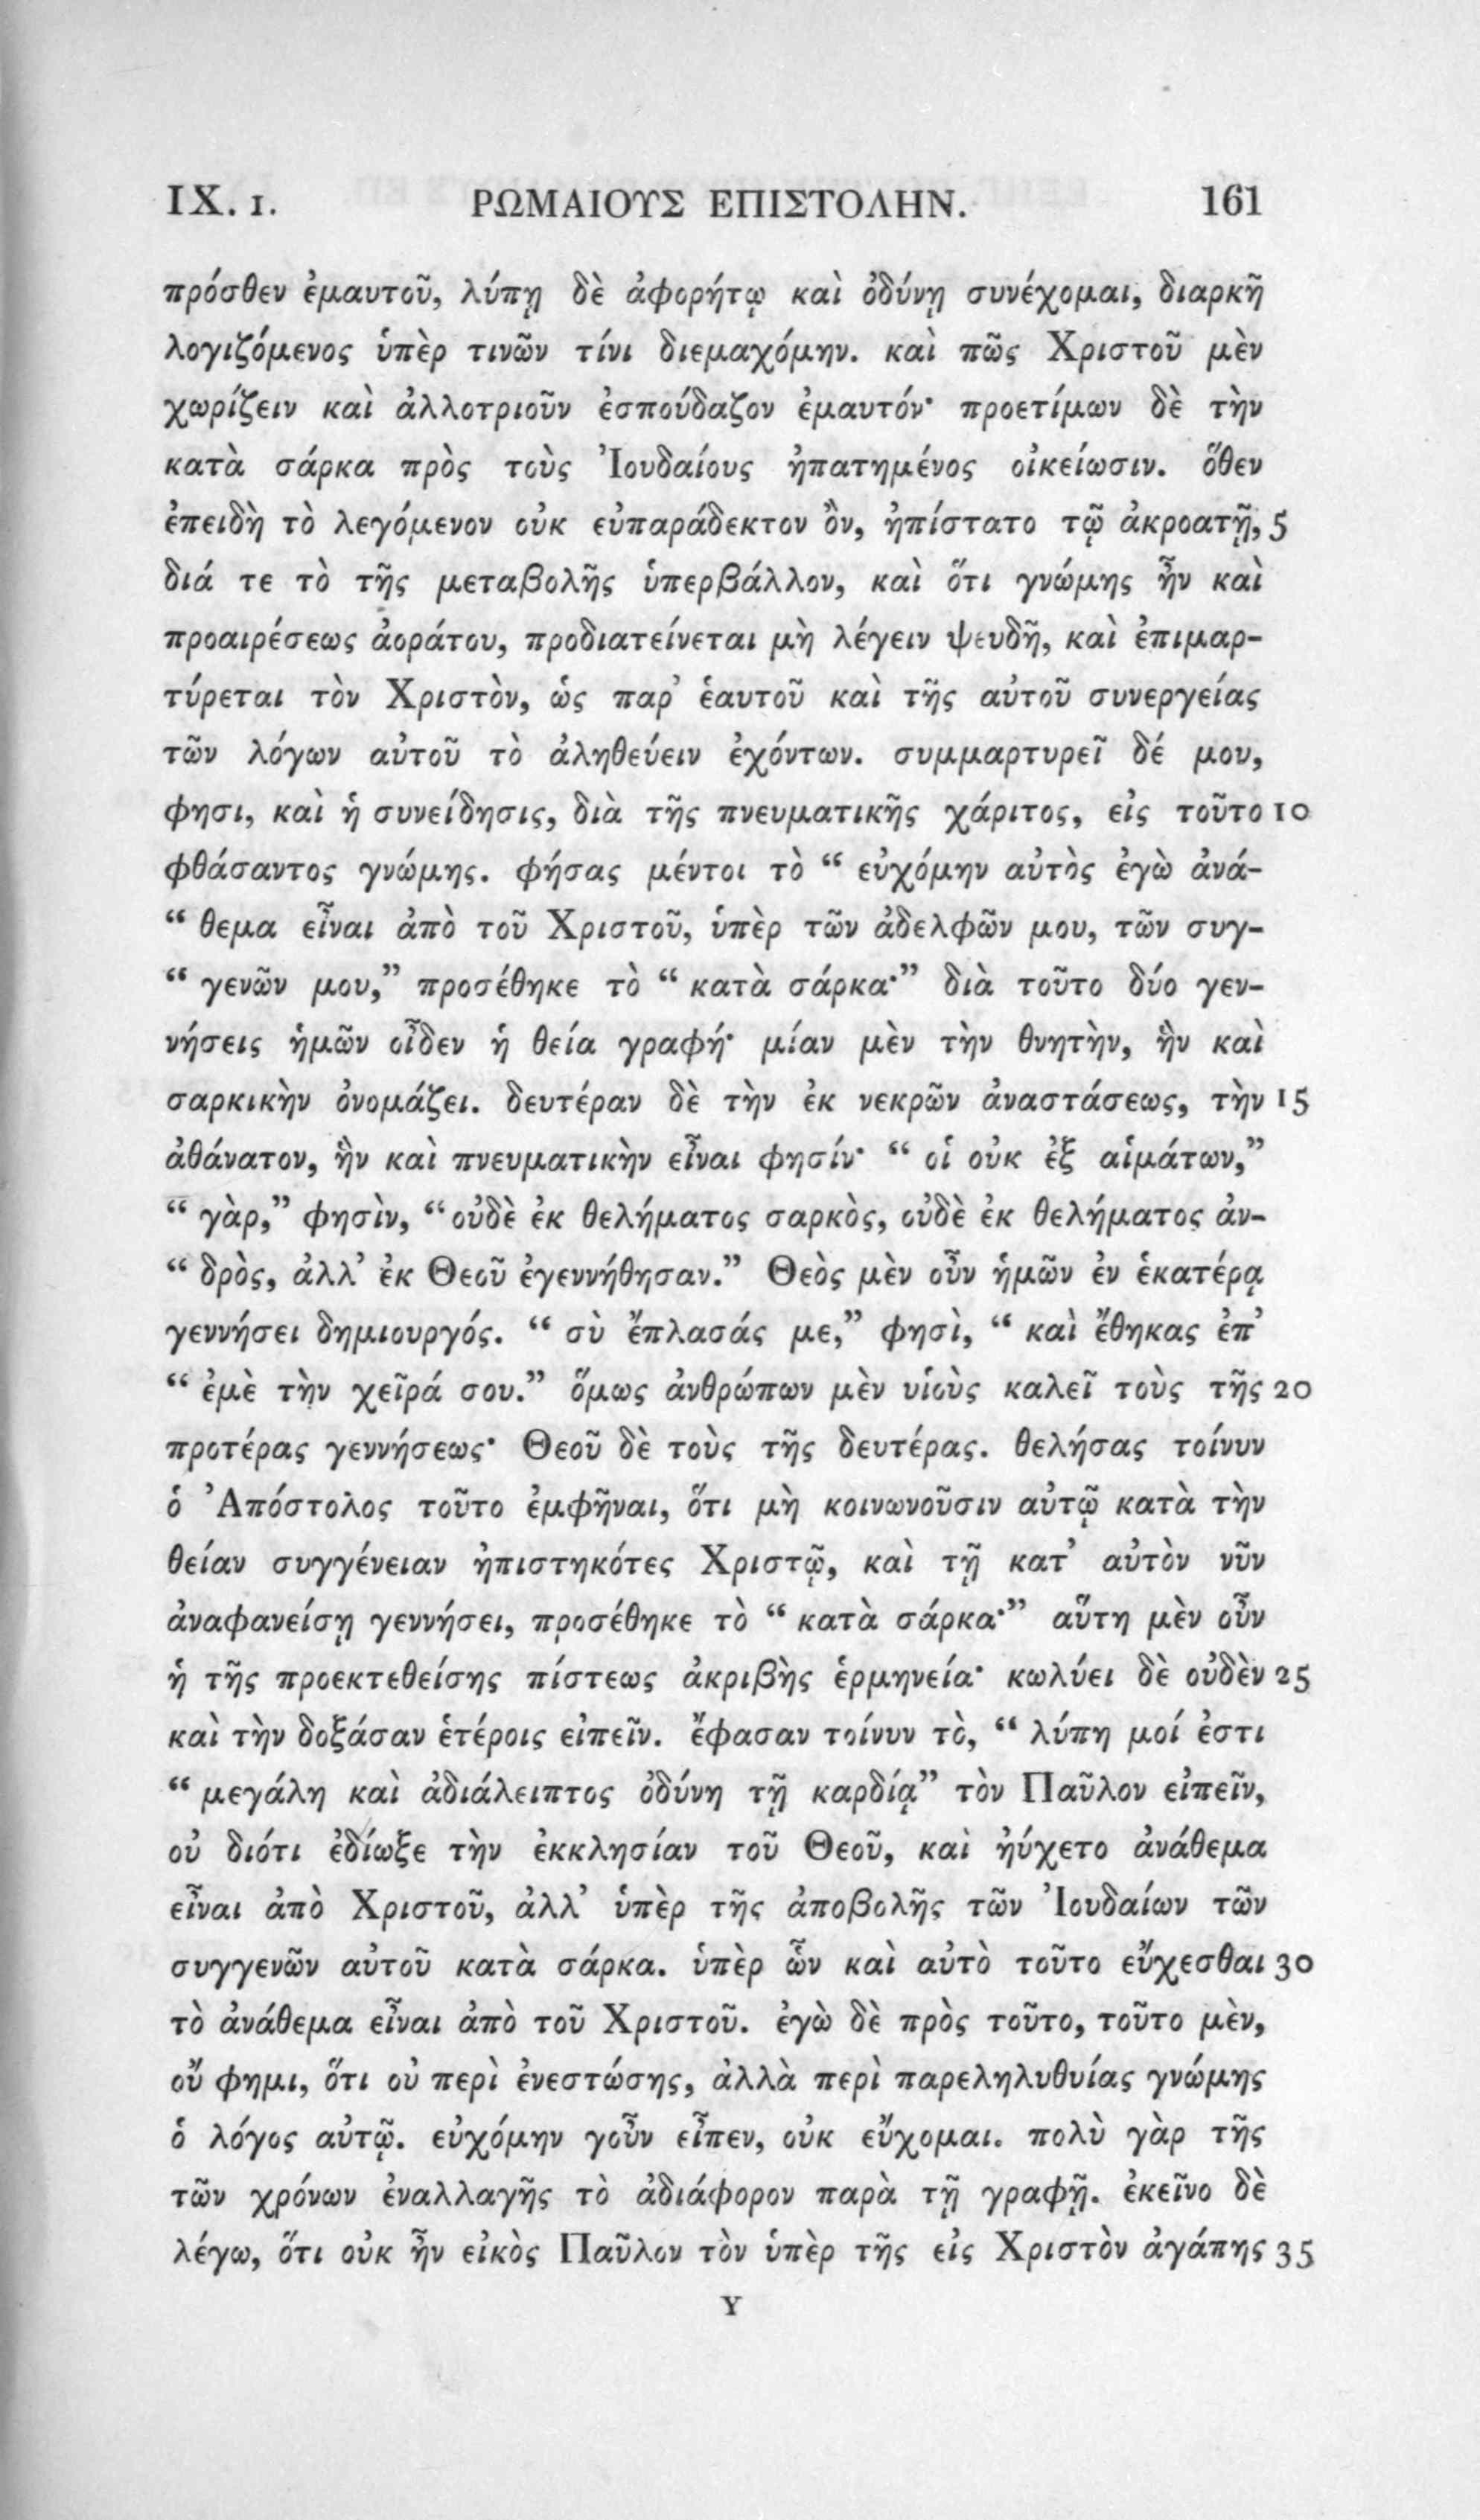 IX. 1. ΡΩΜΑΙΟΥΣ ΕΠΙΣΤΟΛΗΝ. 161
πρόσθεν ἐμαυτοῦ, λύπῃ δὲ ἀφορήτῳ καὶ ὀδύνῃ συνέχομαι, διαρκῆ
λογιζόμενος ὑπὲρ τινῶν τίνι διεμαχόμην. καὶ πῶς Χριστοῦ μὲν
χωρίζειν καὶ ἀλλοτριοῦν ἐσπούδαζον ἐμαυτόν· προετίμων δὲ τὴν
κατὰ σάρκα πρὸς τοὺς Ἰουδαίους ἠπατημένος οἰκείωσιν. ὅθεν
ἐπειδὴ τὸ λεγόμενον οὐκ εὐπαράδεκτον ὂν, ἠπίστατο τῷ ἀκροατῇ, 5
διά τε τὸ τῆς μεταβολῆς ὑπερβάλλον, καὶ ὅτι γνώμης ἦν καὶ
προαιρέσεως ἀοράτου, προδιατείνεται μὴ λέγειν ψευδῆ, καὶ ἐπιμαρ-
τύρεται τὸν Χριστὸν, ὡς παρ’ ἑαυτοῦ καὶ τῆς αὐτοῦ συνεργείας
τῶν λόγων αὐτοῦ τὸ ἀληθεύειν ἐχόντων. συμμαρτυρεῖ δέ μου,
φησι, καὶ ἡ συνείδησις, διὰ τῆς πνευματικῆς χάριτος, εἰς τοῦτο 10
φθάσαντος γνώμης. φήσας μέντοι τὸ “ εὐχόμην αὐτὸς ἐγὼ ἀνά-
“ θεμα εἶναι ἀπὸ τοῦ Χριστοῦ, ὑπὲρ τῶν ἀδελφῶν μου, τῶν συγ-
“ γενῶν μου,” προσέθηκε τὸ “ κατὰ σάρκα·” διὰ τοῦτο δύο γεν-
νήσεις ἡμῶν οἶδεν ἡ θεία γραφή· μίαν μὲν τὴν θνητὴν, ἣν καὶ
σαρκικὴν ὀνομάζει. δευτέραν δὲ τὴν ἐκ νεκρῶν ἀναστάσεως, τὴν 15
ἀθάνατον, ἣν καὶ πνευματικὴν εἶναι φησίν· “ οἱ οὐκ ἐξ αἱμάτων,”
“ γὰρ,” φησὶν, “ οὐδὲ ἐκ θελήματος σαρκὸς, οὐδὲ ἐκ θελήματος ἀν-
“ δρὸς, ἀλλ’ ἐκ Θεοῦ ἐγεννήθησαν.” Θεὸς μὲν οὖν ἡμῶν ἐν ἑκατέρᾳ
γεννήσει δημιουργός. “ σὺ ἔπλασάς με,” φησὶ, “ καὶ ἔθηκας ἐπ’
“ ἐμὲ τὴν χεῖρά σου.” ὅμως ἀνθρώπων μὲν υἱοὺς καλεῖ τοὺς τῆς 20
προτέρας γεννήσεως· Θεοῦ δὲ τοὺς τῆς δευτέρας. θελήσας τοίνυν
ὁ Ἀπόστολος τοῦτο ἐμφῆναι, ὅτι μὴ κοινωνοῦσιν αὐτῷ κατὰ τὴν
θείαν συγγένειαν ἠπιστηκότες Χριστῷ, καὶ τῇ κατ’ αὐτὸν νῦν
ἀναφανείσῃ γεννήσει, προσέθηκε τὸ “ κατὰ σάρκα·” αὕτη μὲν οὖν
ἡ τῆς προεκτεθείσης πίστεως ἀκριβὴς ἑρμηνεία· κωλύει δὲ οὐδὲν 25
καὶ τὴν δοξάσαν ἑτέροις εἰπεῖν. ἔφασαν τοίνυν τὸ, “ λύπη μοί ἐστι
“ μεγάλη καὶ ἀδιάλειπτος ὀδύνη τῇ καρδίᾳ” τὸν Παῦλον εἰπεῖν,
οὐ διότι ἐδίωξε τὴν ἐκκλησίαν τοῦ Θεοῦ, καὶ ηὔχετο ἀνάθεμα
εἶναι ἀπὸ Χριστοῦ, ἀλλ’ ὑπὲρ τῆς ἀποβολῆς τῶν Ἰουδαίων τῶν
συγγενῶν αὐτοῦ κατὰ σάρκα. ὑπὲρ ὧν καὶ αὐτὸ τοῦτο εὔχεσθαι 30
τὸ ἀνάθεμα εἶναι ἀπὸ τοῦ Χριστοῦ. ἐγὼ δὲ πρὸς τοῦτο, τοῦτο μὲν,
οὔ φημι, ὅτι οὐ περὶ ἐνεστώσης, ἀλλὰ περὶ παρεληλυθυίας γνώμης
ὁ λόγος αὐτῷ. εὐχόμην γοῦν εἶπεν, οὐκ εὔχομαι. πολὺ γὰρ τῆς
τῶν χρόνων ἐναλλαγῆς τὸ ἀδιάφορον παρὰ τῇ γραφῇ. ἐκεῖνο δὲ
λέγω, ὅτι οὐκ ἦν εἰκὸς Παῦλον τὸν ὑπὲρ τῆς εἰς Χριστὸν ἀγάπης 35
Y